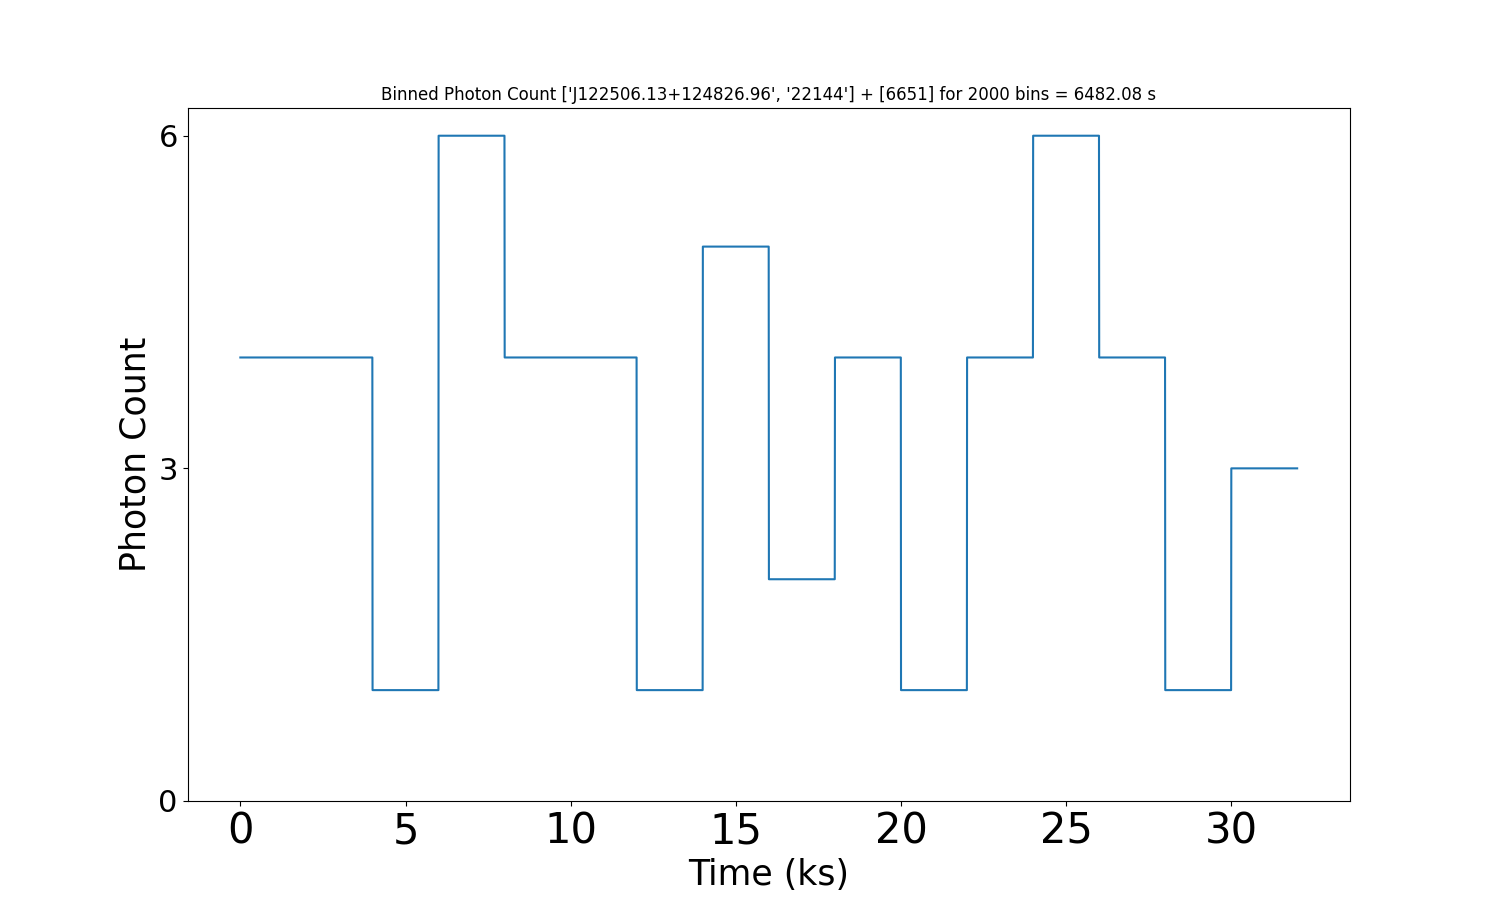 Binned Photon Count ['J122506.13+124826.96', '22144'] + [6651] for 2000 bins = 6482.08 s
6
3
0
Photon Count
0 5 10 15 20 25 30
Time (ks)